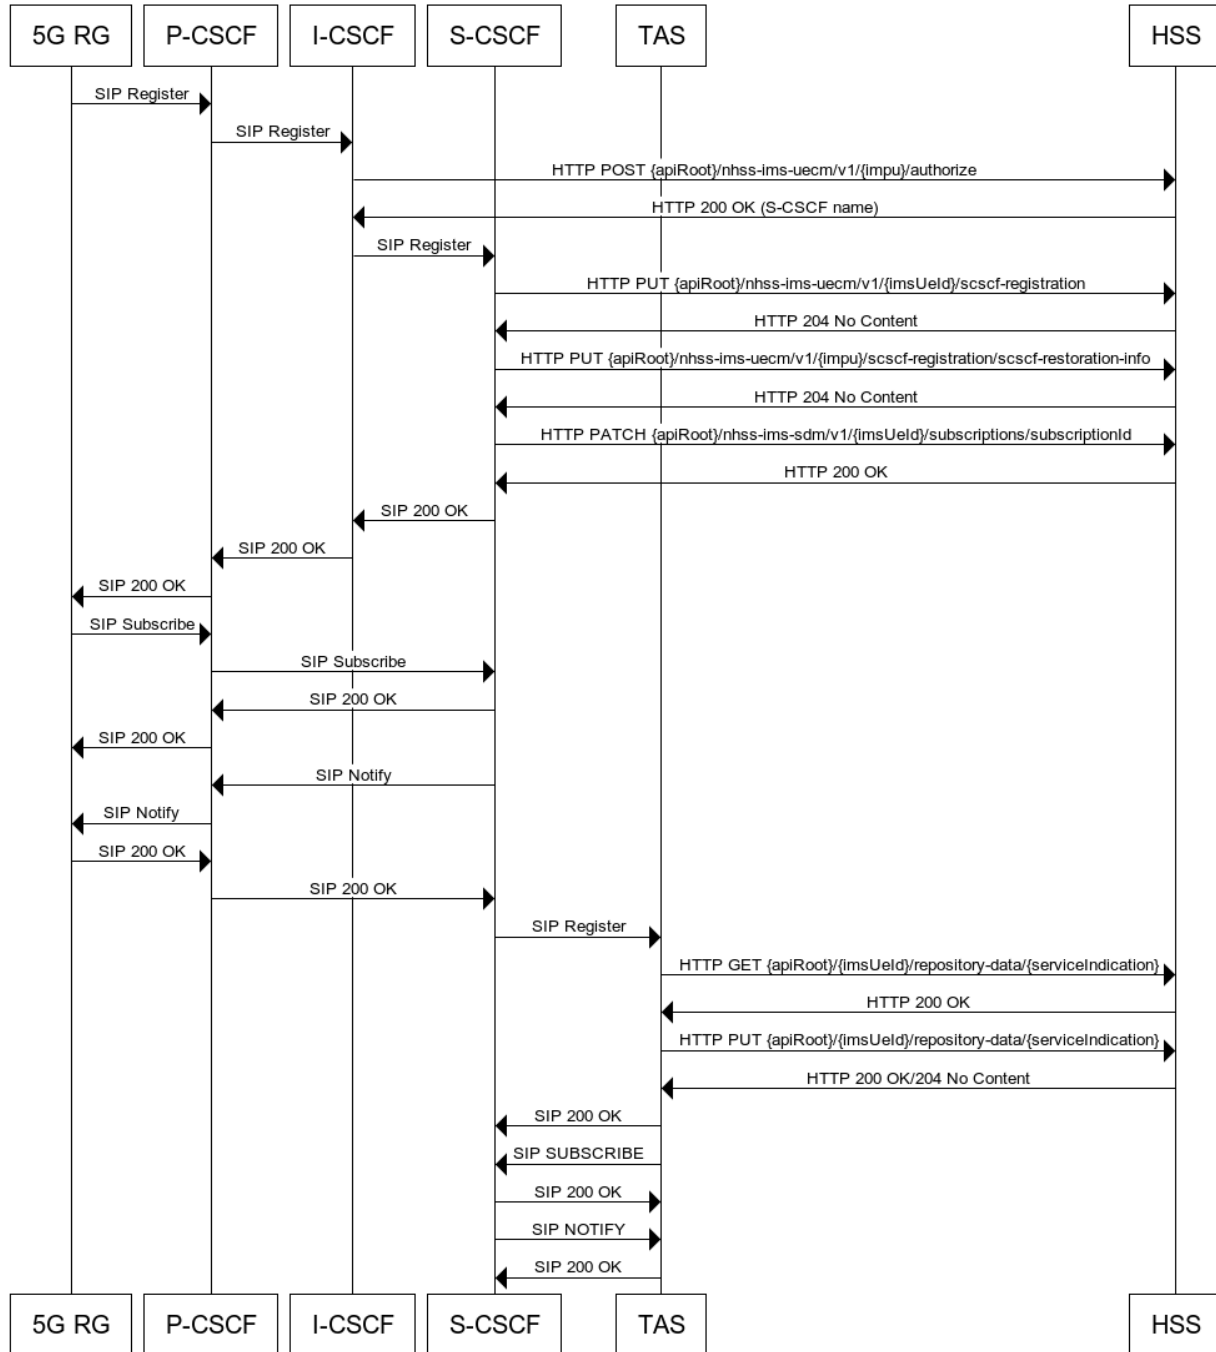 5G RG
P-CSCF
I-CSCF
S-CSCF
TAS
HSS
SIP Register
SIP Register
HTTP POST {apiRoot}/nhss-ims-uecm/v1/{impu}/authorize
HTTP 200 OK (S-CSCF name)
SIP Register
HTTP PUT {apiRoot}/nhss-ims-uecm/v1/{imsUeId}/scscf-registration
HTTP 204 No Content
HTTP PUT {apiRoot}/nhss-ims-uecm/v1/{impu}/scscf-registration/scscf-restoration-info
HTTP 204 No Content
HTTP PATCH {apiRoot}/nhss-ims-sdm/v1/{imsUeId}/subscriptions/subscriptionId
HTTP 200 OK
SIP 200 OK
SIP 200 OK
SIP 200 OK
SIP Subscribe
SIP Subscribe
SIP 200 OK
SIP 200 OK
SIP Notify
SIP Notify
SIP 200 OK
SIP 200 OK
SIP Register
HTTP GET {apiRoot}/{imsUeId}/repository-data/{serviceIndication}
HTTP 200 OK
HTTP PUT {apiRoot}/{imsUeId}/repository-data/{serviceIndication}
HTTP 200 OK/204 No Content
SIP 200 OK
SIP SUBSCRIBE
SIP 200 OK
SIP NOTIFY
SIP 200 OK
5G RG
P-CSCF
I-CSCF
S-CSCF
TAS
HSS